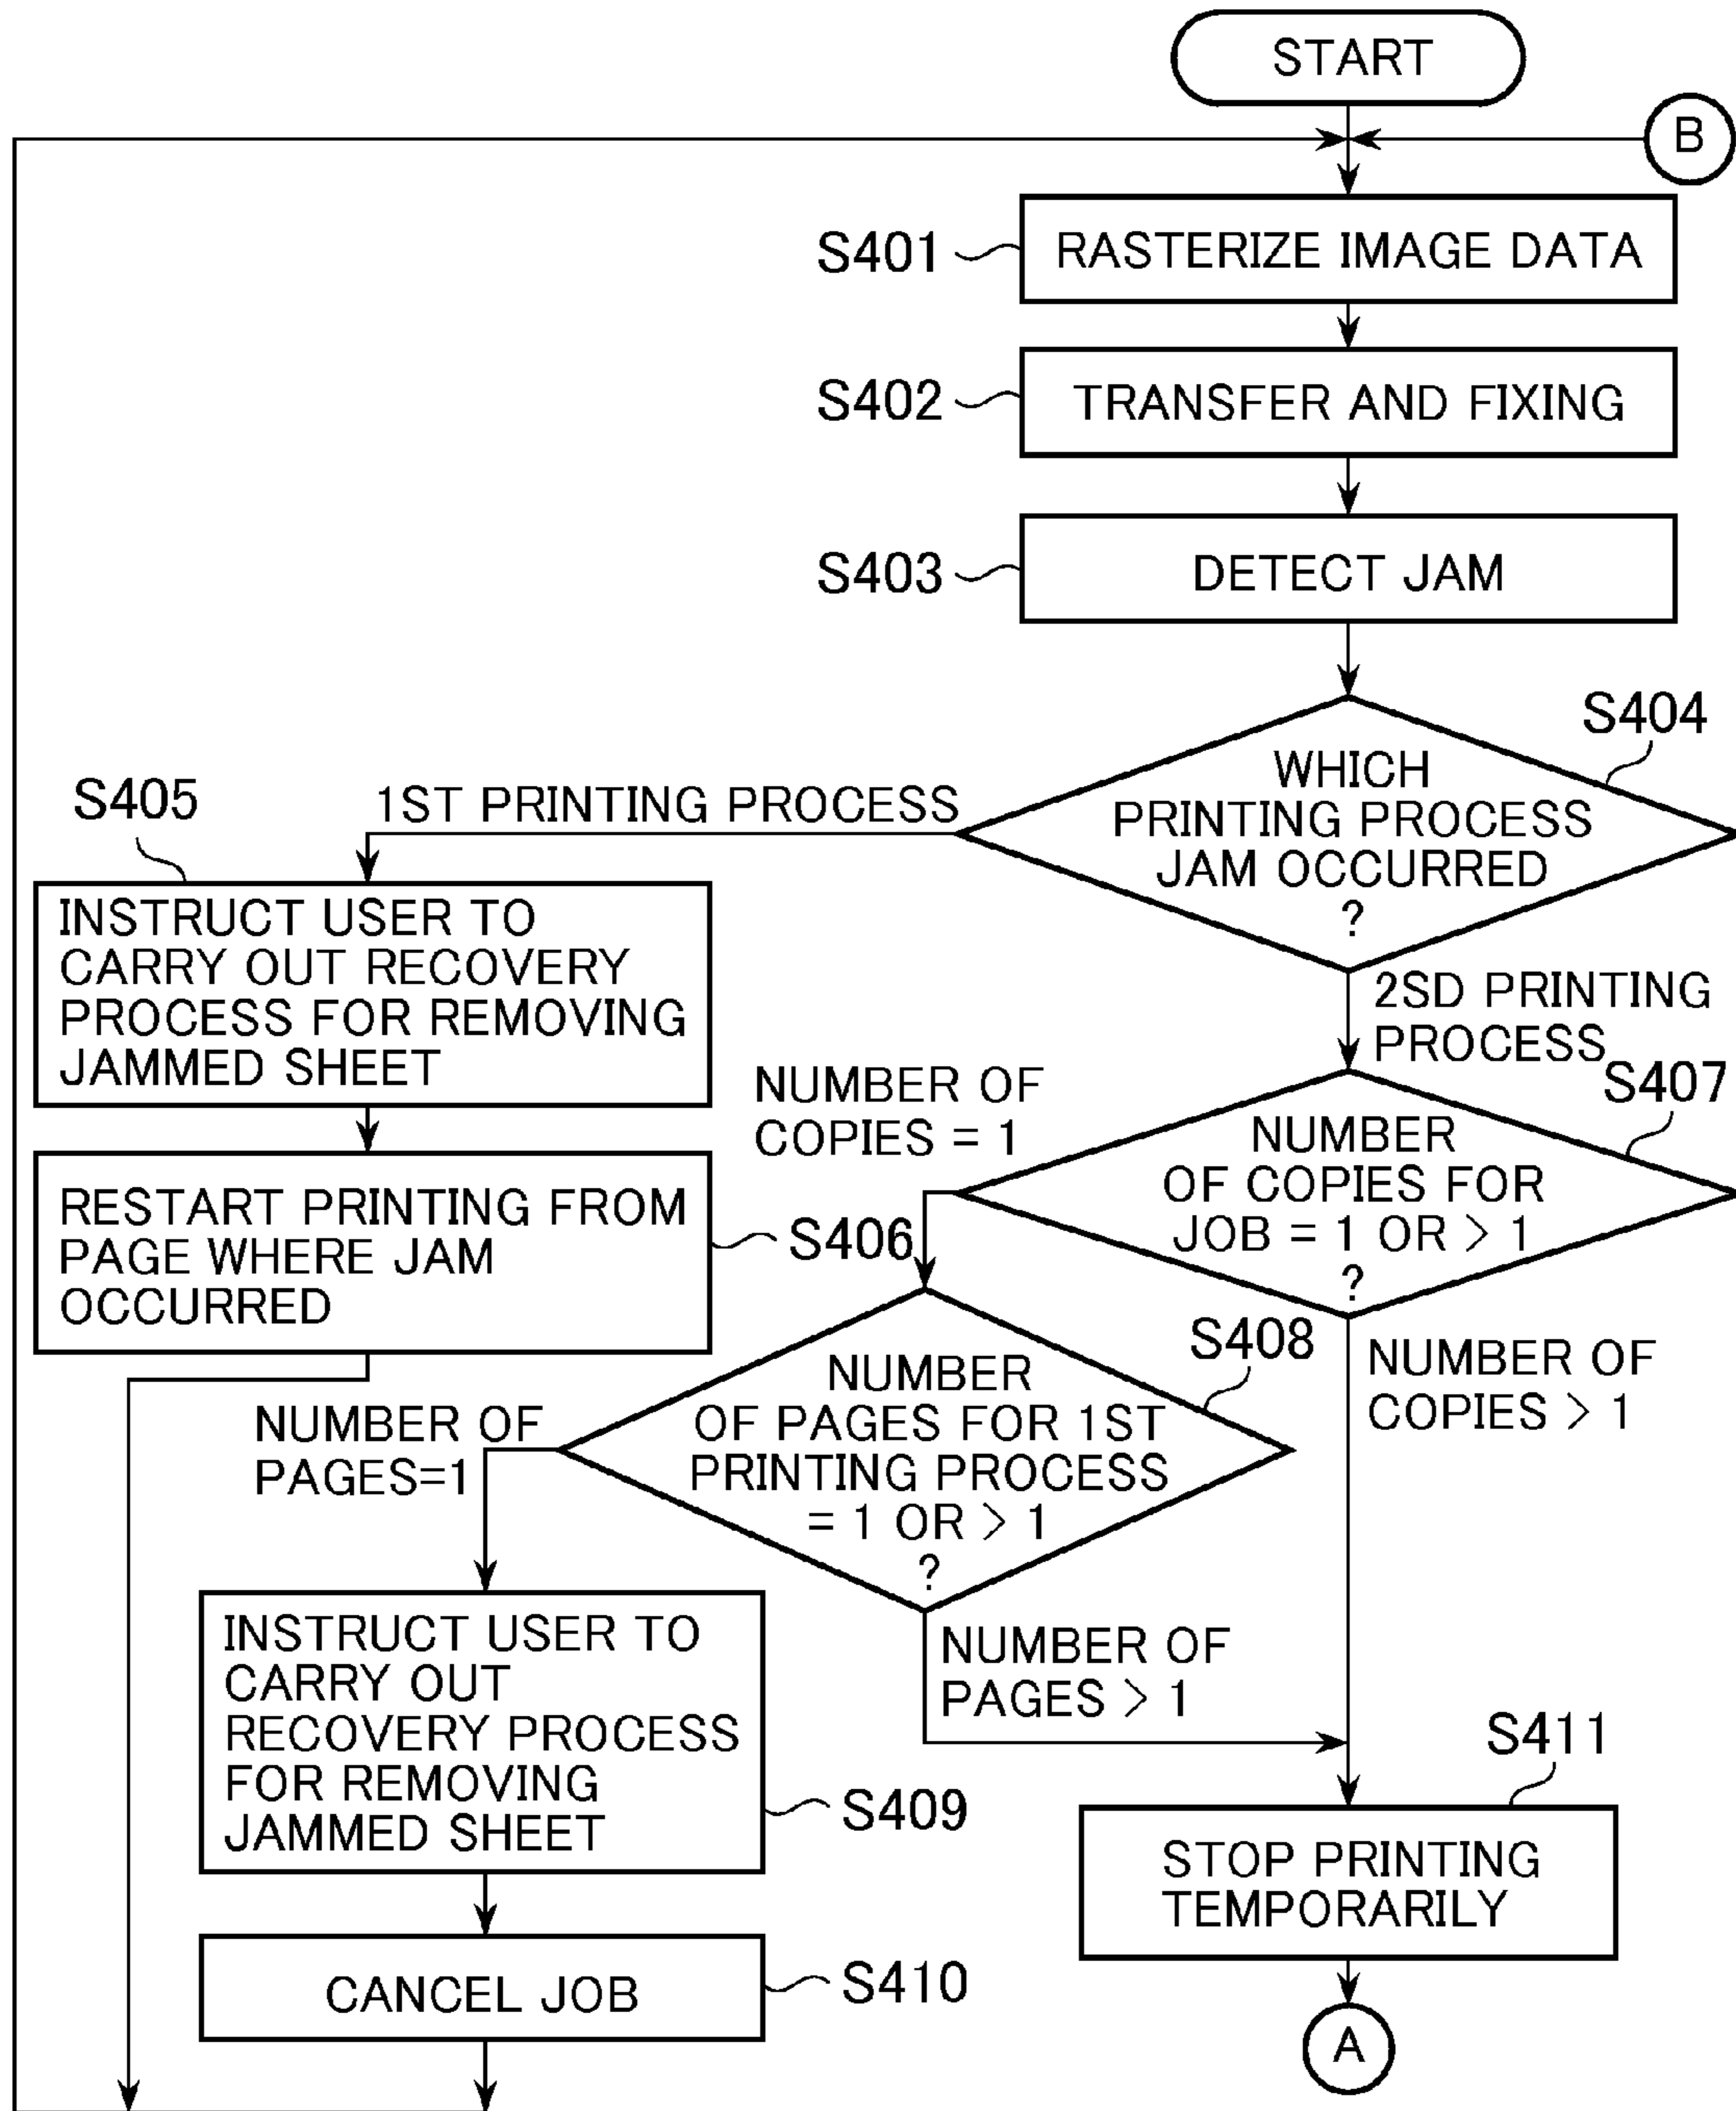 START
B
S401
RASTERIZE IMAGE DATA
S402
TRANSFER AND FIXING
S403
DETECT JAM
S404
WHICH
PRINTING PROCESS
JAM OCCURRED
?
1ST PRINTING PROCESS
S405
INSTRUCT USER TO
CARRY OUT RECOVERY
PROCESS FOR REMOVING
JAMMED SHEET
2SD PRINTING
PROCESS
S406
RESTART PRINTING FROM
PAGE WHERE JAM
OCCURRED
S407
NUMBER
OF COPIES FOR
JOB = 1 OR > 1
?
NUMBER OF
COPIES = 1
S408
NUMBER
OF PAGES FOR 1ST
PRINTING PROCESS
= 1 OR > 1
?
NUMBER OF
COPIES > 1
NUMBER OF
PAGES=1
S409
INSTRUCT USER TO
CARRY OUT
RECOVERY PROCESS
FOR REMOVING
JAMMED SHEET
NUMBER OF
PAGES > 1
S411
STOP PRINTING
TEMPORARILY
S410
CANCEL JOB
A